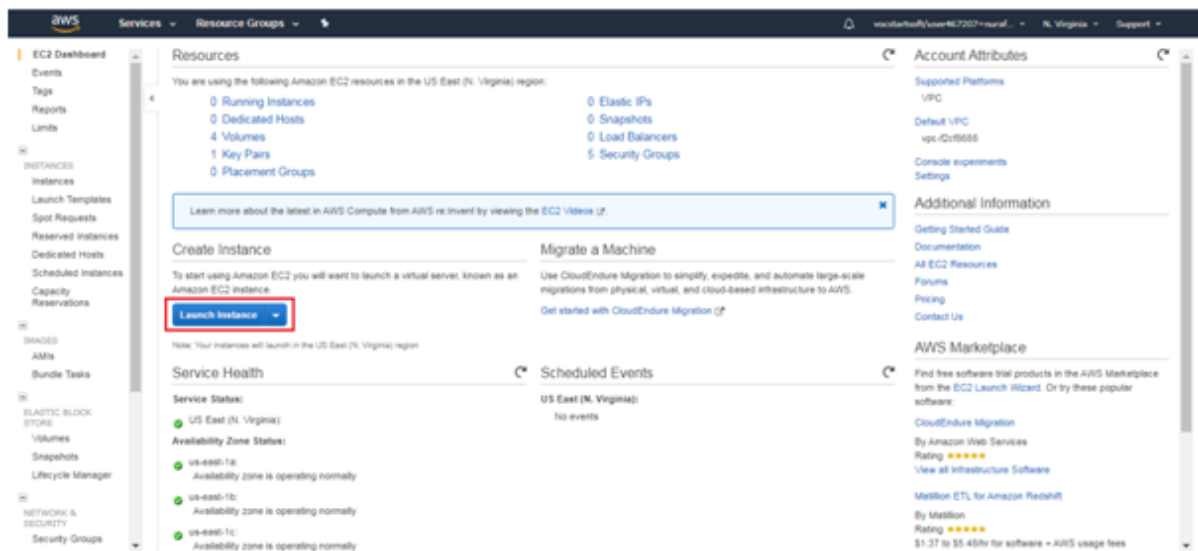 aws Services Resource Groups N. Virginia Support
EC2 Dashboard
Events
Tags
Reports
Limits
INSTANCES
Instances
Launch Templates
Spot Requests
Reserved Instances
Dedicated Hosts
Scheduled Instances
Capacity
Reservations
IMAGES
AMIs
Bundle Tasks
ELASTIC BLOCK
STORE
Volumes
Snapshots
Lifecycle Manager
NETWORK &
SECURITY
Security Groups
Resources
You are using the following Amazon EC2 resources in the US East (N. Virginia) region:
0 Running Instances
0 Dedicated Hosts
4 Volumes
1 Key Pairs
0 Placement Groups
0 Elastic IPs
0 Snapshots
0 Load Balancers
5 Security Groups
Learn more about the latest in AWS Compute from AWS re:Invent by viewing the EC2 Videos
Create Instance
To start using Amazon EC2 you will want to launch a virtual server, known as an
Amazon EC2 instance.
Launch Instance
Note: Your instances will launch in the US East (N. Virginia) region
Migrate a Machine
Use CloudEndure Migration to simplify, expedite, and automate large-scale
migrations from physical, virtual, and cloud-based infrastructure to AWS.
Get started with CloudEndure Migration
Service Health
Service Status:
US East (N. Virginia):
Availability Zone Status:
us-east-1a:
Availability zone is operating normally
us-east-1b:
Availability zone is operating normally
us-east-1c:
Availability zone is operating normally
Scheduled Events
US East (N. Virginia):
No events
Account Attributes
Supported Platforms
VPC
Default VPC
Console experiments
Settings
Additional Information
Getting Started Guide
Documentation
All EC2 Resources
Forums
Pricing
Contact Us
AWS Marketplace
Find free software trial products in the AWS Marketplace
from the EC2 Launch Wizard. Or try these popular
software:
CloudEndure Migration
By Amazon Web Services
Rating
View all Infrastructure Software
Matillion ETL for Amazon Redshift
By Matillion
Rating
$1.37 to $5.48/hr for software + AWS usage fees